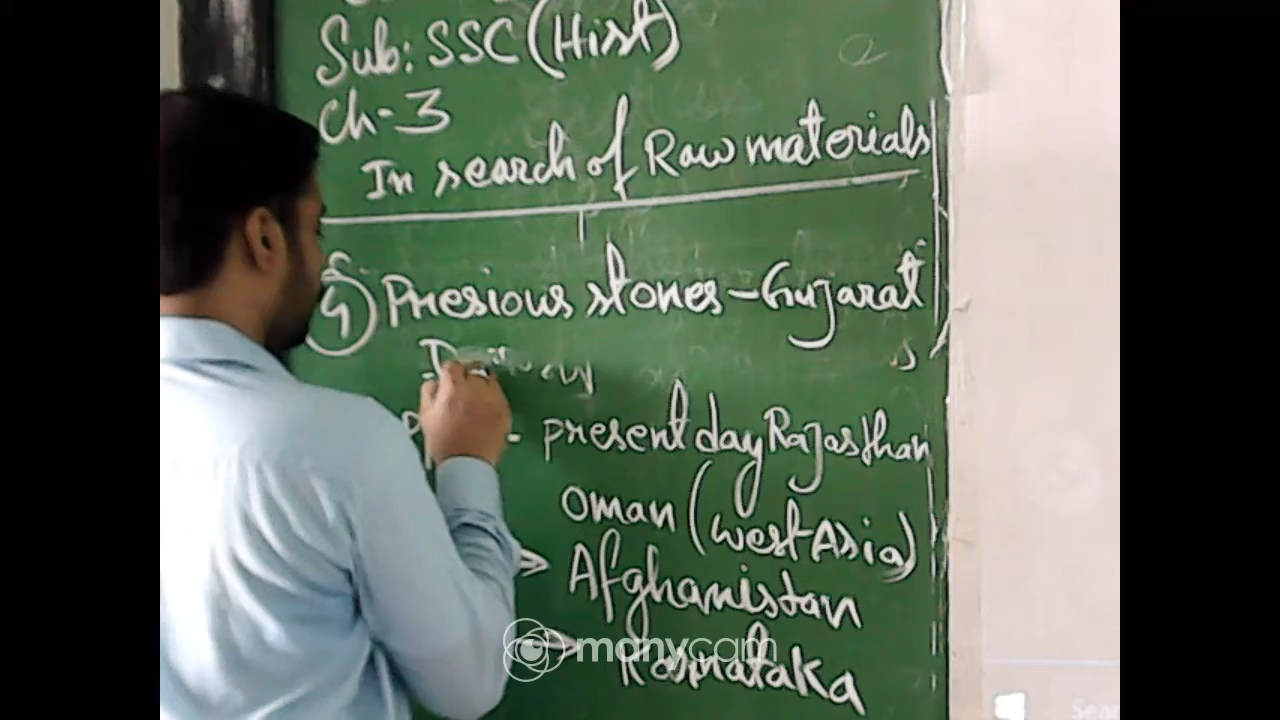 Sub: SSC (Hist)
Ch-3
In search of Raw materials
④ Presious stones - Gujarat
- present day Rajasthan
oman (West Asia)
→ Afghanistan
→ Karnataka
manycam